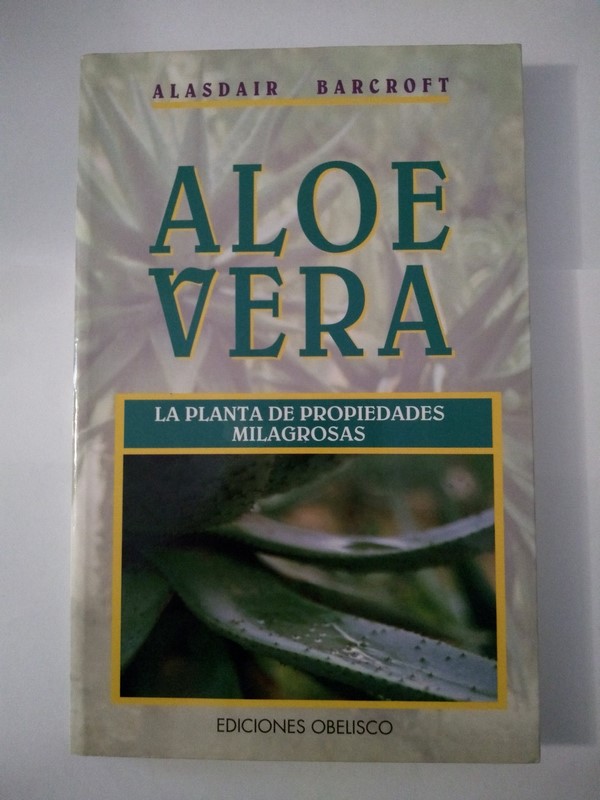 ALASDAIR BARCROFT
ALOE
VERA
LA PLANTA DE PROPIEDADES
MILAGROSAS
EDICIONES OBELISCO